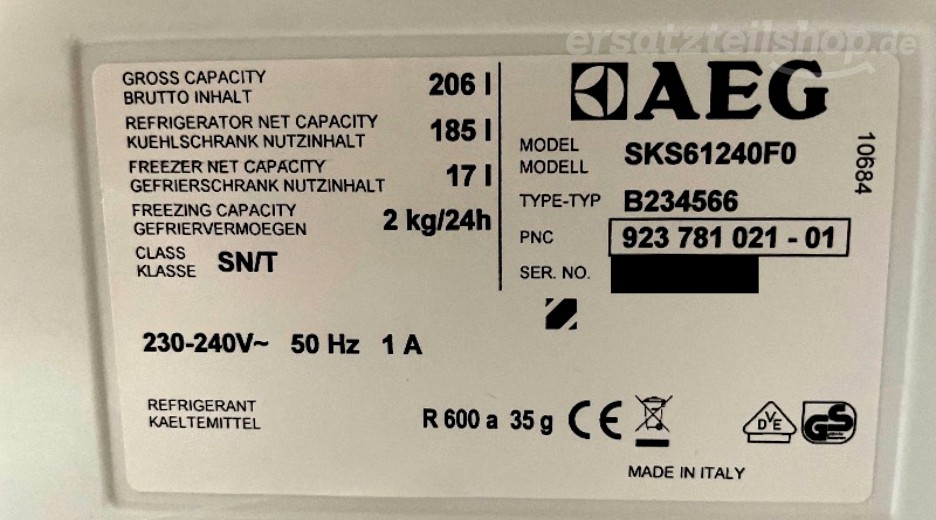 ersatzteilshop.de
GROSS CAPACITY
BRUTTO INHALT
206 l
REFRIGERATOR NET CAPACITY
KUEHLSCHRANK NUTZINHALT
185 l
FREEZER NET CAPACITY
GEFRIERSCHRANK NUTZINHALT
17 l
FREEZING CAPACITY
GEFRIERVERMOEGEN
2 kg/24h
CLASS
KLASSE
SN/T
AEG
MODEL
MODELL
SKS61240F0
TYPE-TYP B234566
PNC 923 781 021 - 01
SER. NO.
10684
230-240V~ 50 Hz 1 A
REFRIGERANT
KAELTEMITTEL
R 600 a 35 g
CE
DVE
GS
MADE IN ITALY